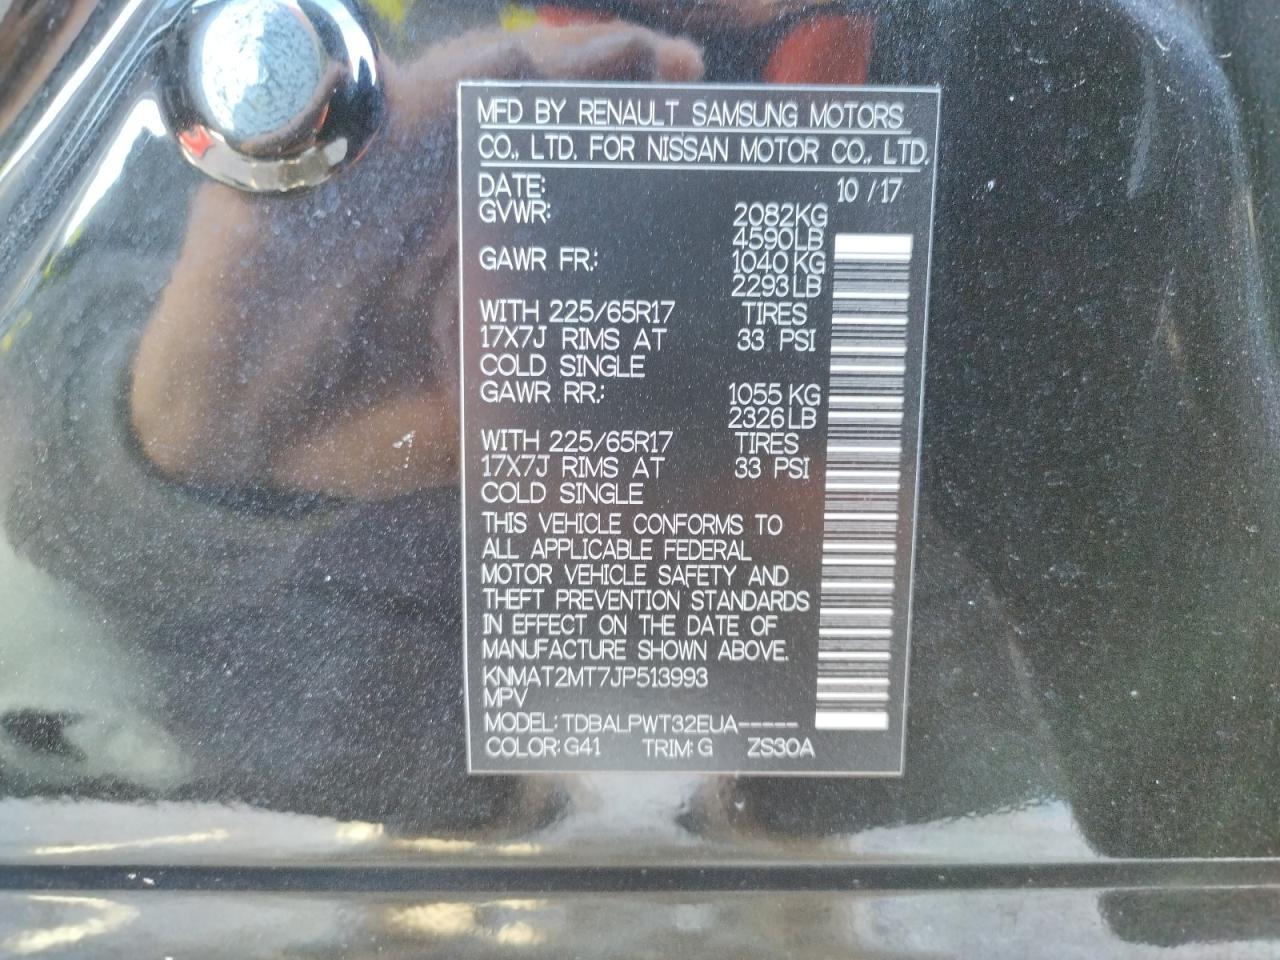 MFD BY RENAULT SAMSUNG MOTORS
CO., LTD. FOR NISSAN MOTOR CO., LTD.
DATE: 10 /17
GVWR: 2082KG
4590LB
GAWR FR.: 1040 KG
2293LB
WITH 225/65R17 TIRES
17X7J RIMS AT 33 PSI
COLD SINGLE
GAWR RR.: 1055 KG
2326LB
WITH 225/65R17 TIRES
17X7J RIMS AT 33 PSI
COLD SINGLE
THIS VEHICLE CONFORMS TO
ALL APPLICABLE FEDERAL
MOTOR VEHICLE SAFETY AND
THEFT PREVENTION STANDARDS
IN EFFECT ON THE DATE OF
MANUFACTURE SHOWN ABOVE.
KNMAT2MT7JP513993
MPV
MODEL: TDBALPWT32EUA-----
COLOR: G41 TRIM: G ZS30A